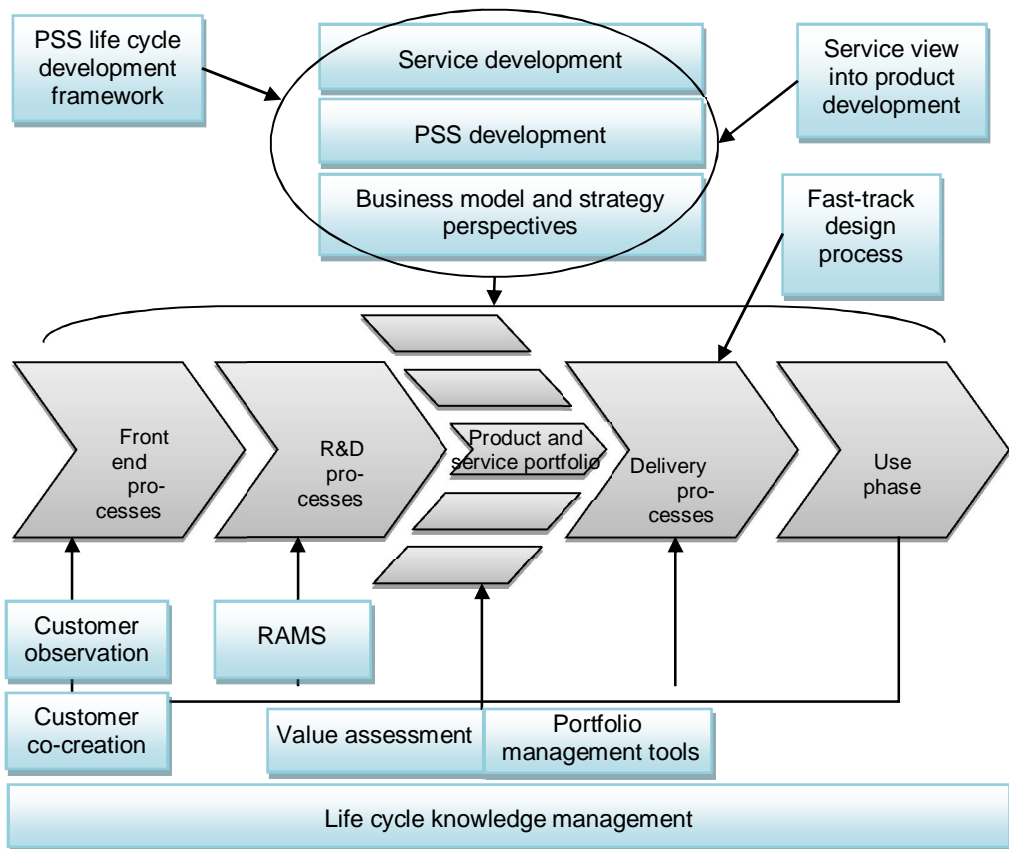 PSS life cycle
development
framework
Service development
PSS development
Business model and strategy
perspectives
Service view
into product
development
Fast-track
design
process
Front
end
pro-
cesses
R&D
pro-
cesses
Product and
service portfolio
Delivery
pro-
cesses
Use
phase
Customer
observation
RAMS
Customer
co-creation
Value assessment
Portfolio
management tools
Life cycle knowledge management